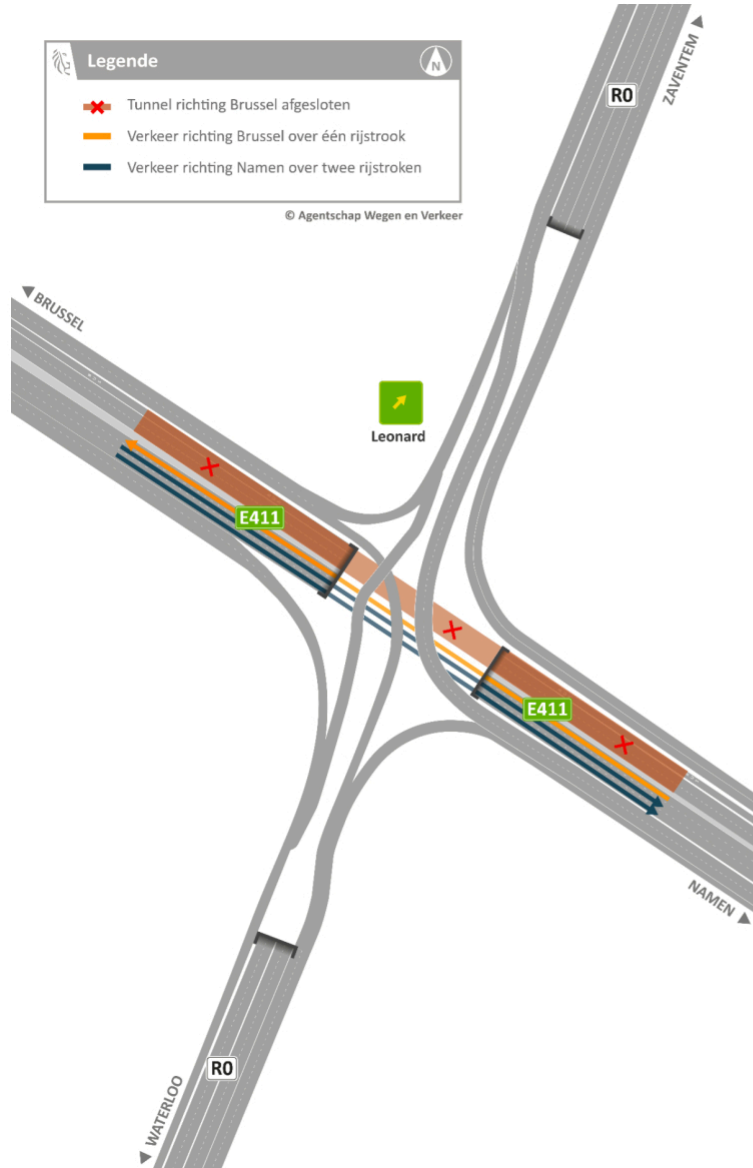 Legende
N
Tunnel richting Brussel afgesloten
Verkeer richting Brussel over één rijstrook
Verkeer richting Namen over twee rijstroken
© Agentschap Wegen en Verkeer
R0
ZAVENTEM
BRUSSEL
Leonard
E411
E411
NAMEN
R0
WATERLOO